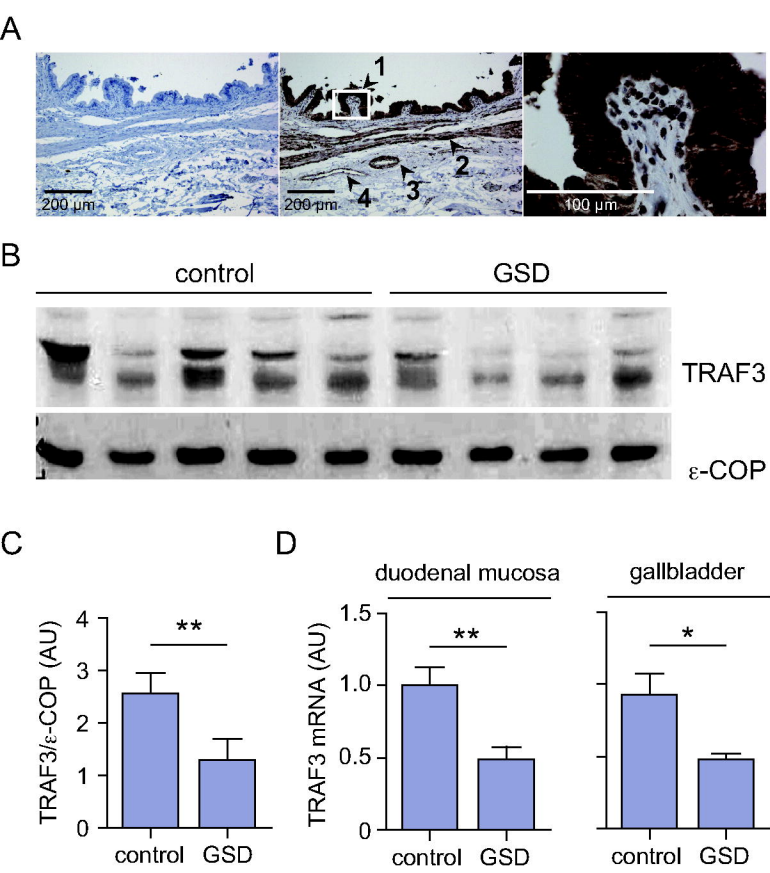 A
1
2
3
4
200 µm
200 µm
100 µm
B
control GSD
TRAF3
ε-COP
C
TRAF3/ε-COP (AU)
4
3
2
1
0
**
control GSD
D
duodenal mucosa
TRAF3 mRNA (AU)
1.5
1.0
0.5
0
**
control GSD
gallbladder
*
control GSD